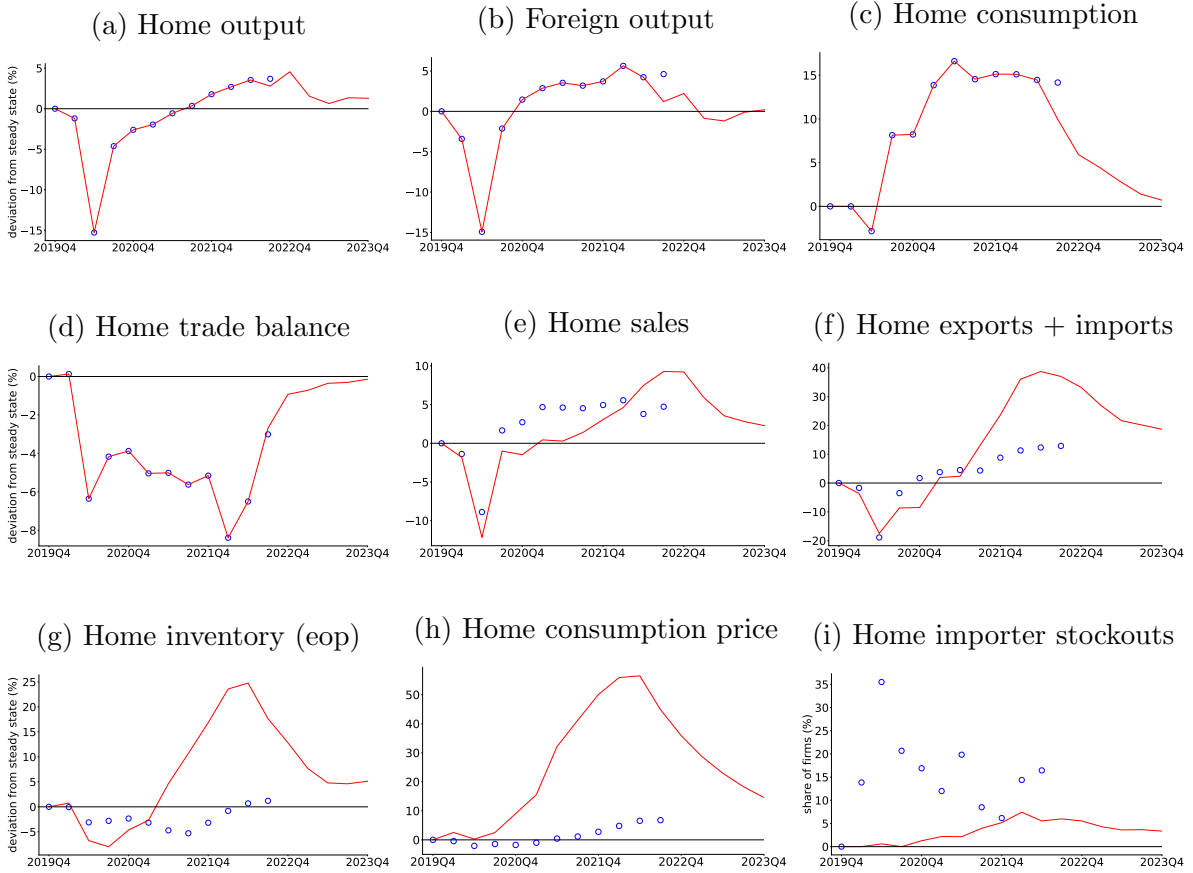 (a) Home output
(b) Foreign output
(c) Home consumption
deviation from steady state (%)
5
0
−5
−10
−15
2019Q4 2020Q4 2021Q4 2022Q4 2023Q4
5
0
−5
−10
−15
2019Q4 2020Q4 2021Q4 2022Q4 2023Q4
15
10
5
0
2019Q4 2020Q4 2021Q4 2022Q4 2023Q4
(d) Home trade balance
(e) Home sales
(f) Home exports + imports
deviation from steady state (%)
0
−2
−4
−6
−8
2019Q4 2020Q4 2021Q4 2022Q4 2023Q4
10
5
0
−5
−10
2019Q4 2020Q4 2021Q4 2022Q4 2023Q4
40
30
20
10
0
−10
−20
2019Q4 2020Q4 2021Q4 2022Q4 2023Q4
(g) Home inventory (eop)
(h) Home consumption price
(i) Home importer stockouts
deviation from steady state (%)
25
20
15
10
5
0
−5
2019Q4 2020Q4 2021Q4 2022Q4 2023Q4
50
40
30
20
10
0
2019Q4 2020Q4 2021Q4 2022Q4 2023Q4
share of firms (%)
35
30
25
20
15
10
5
0
2019Q4 2020Q4 2021Q4 2022Q4 2023Q4